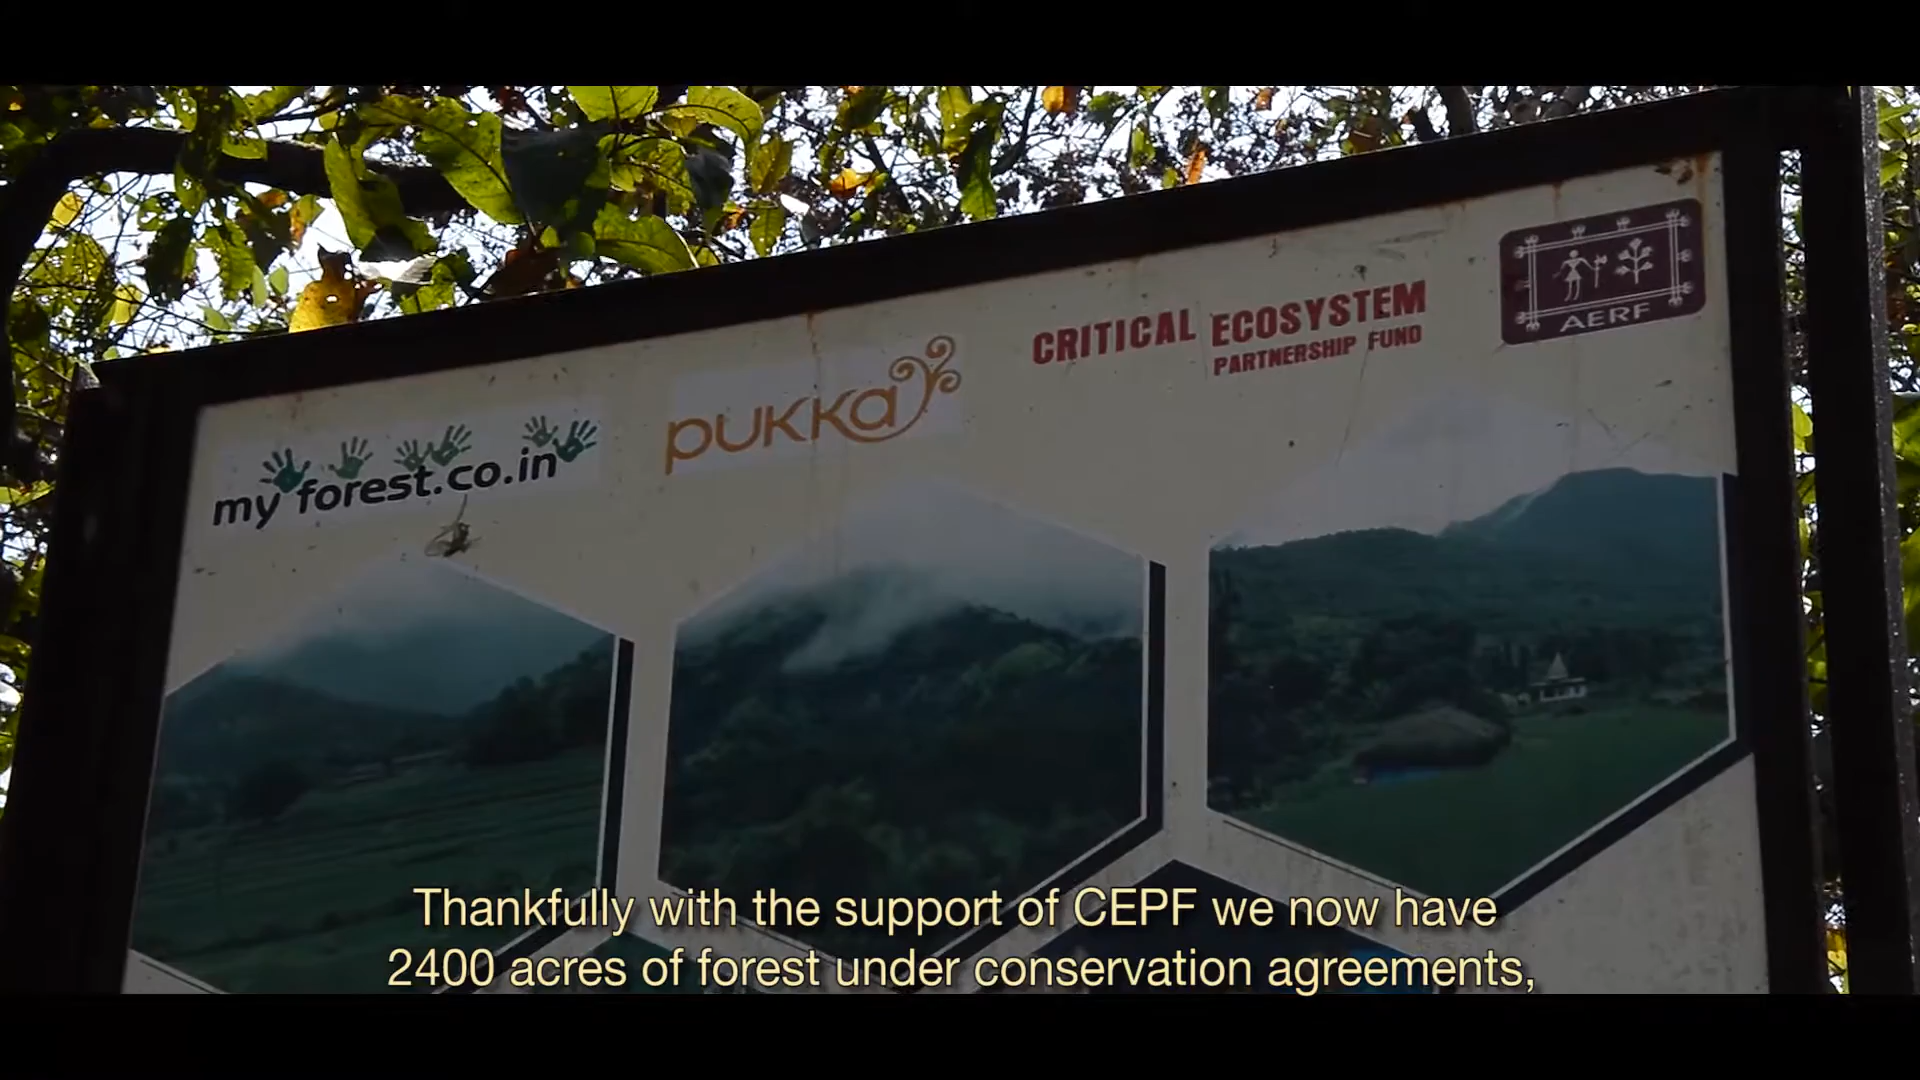 my forest.co.in
pukka
CRITICAL ECOSYSTEM
PARTNERSHIP FUND
AERF
Thankfully with the support of CEPF we now have
2400 acres of forest under conservation agreements,